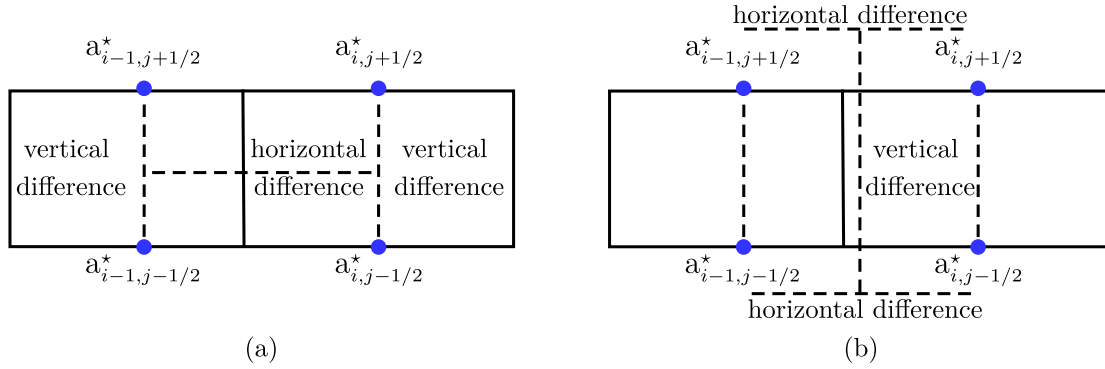 horizontal difference
a⋆i−1,j+1/2 a⋆i,j+1/2 a⋆i−1,j+1/2 a⋆i,j+1/2
vertical horizontal vertical vertical
difference difference difference difference
a⋆i−1,j−1/2 a⋆i,j−1/2 a⋆i−1,j−1/2 a⋆i,j−1/2
horizontal difference
(a) (b)